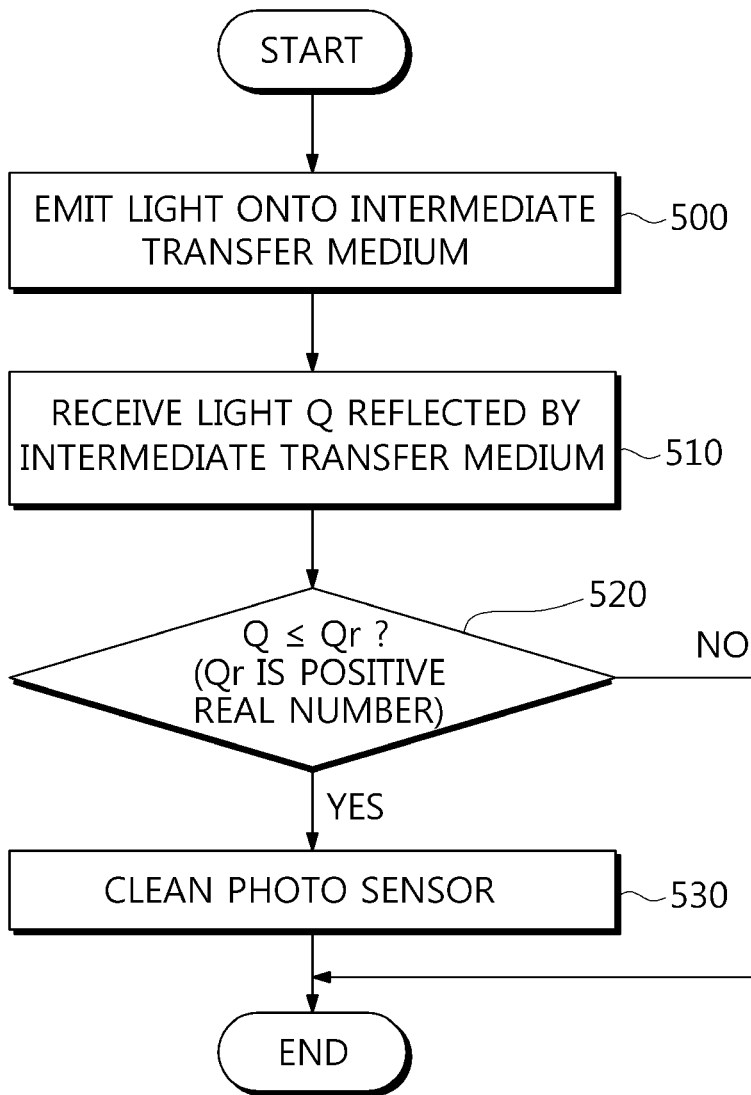 START
EMIT LIGHT ONTO INTERMEDIATE
TRANSFER MEDIUM
500
RECEIVE LIGHT Q REFLECTED BY
INTERMEDIATE TRANSFER MEDIUM
510
520
Q ≤ Qr ?
(Qr IS POSITIVE
REAL NUMBER)
NO
YES
CLEAN PHOTO SENSOR
530
END